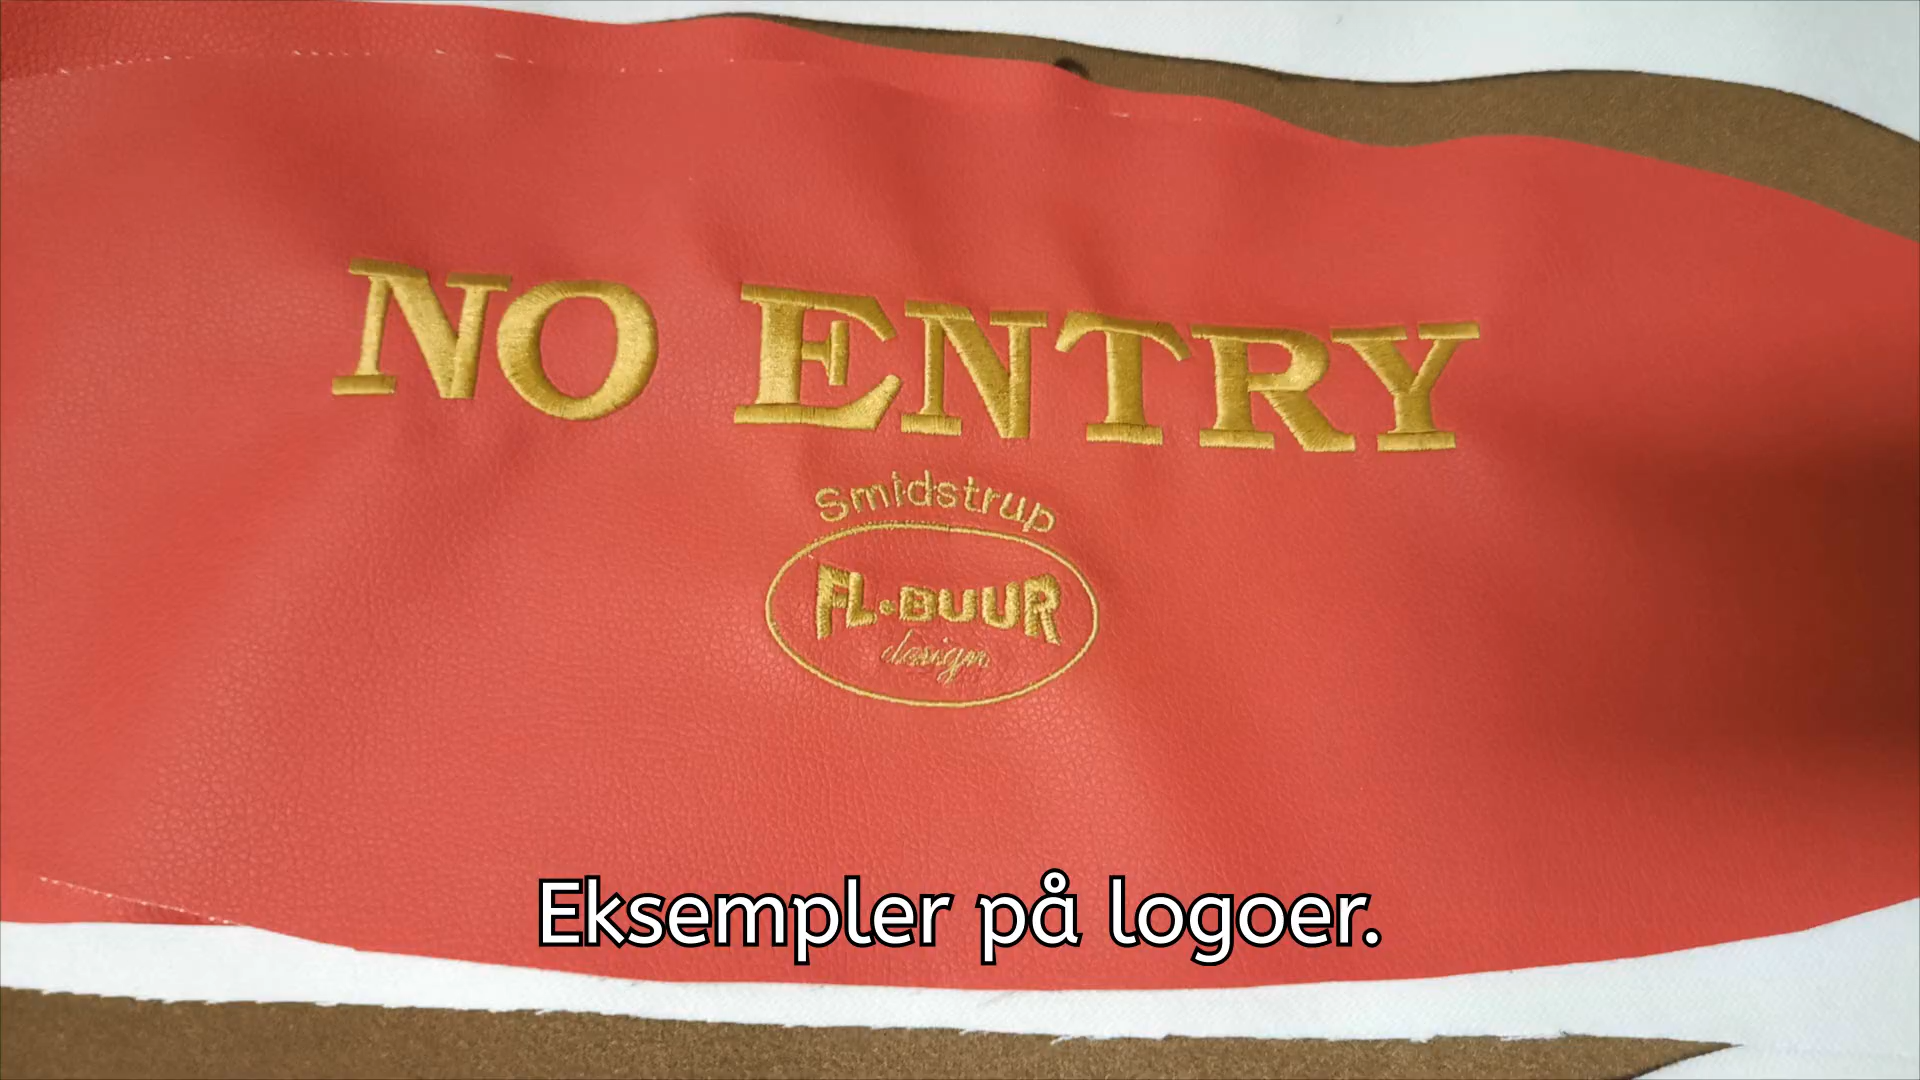 NO ENTRY
Smidstrup
FL·BUUR
design
Eksempler på logoer.